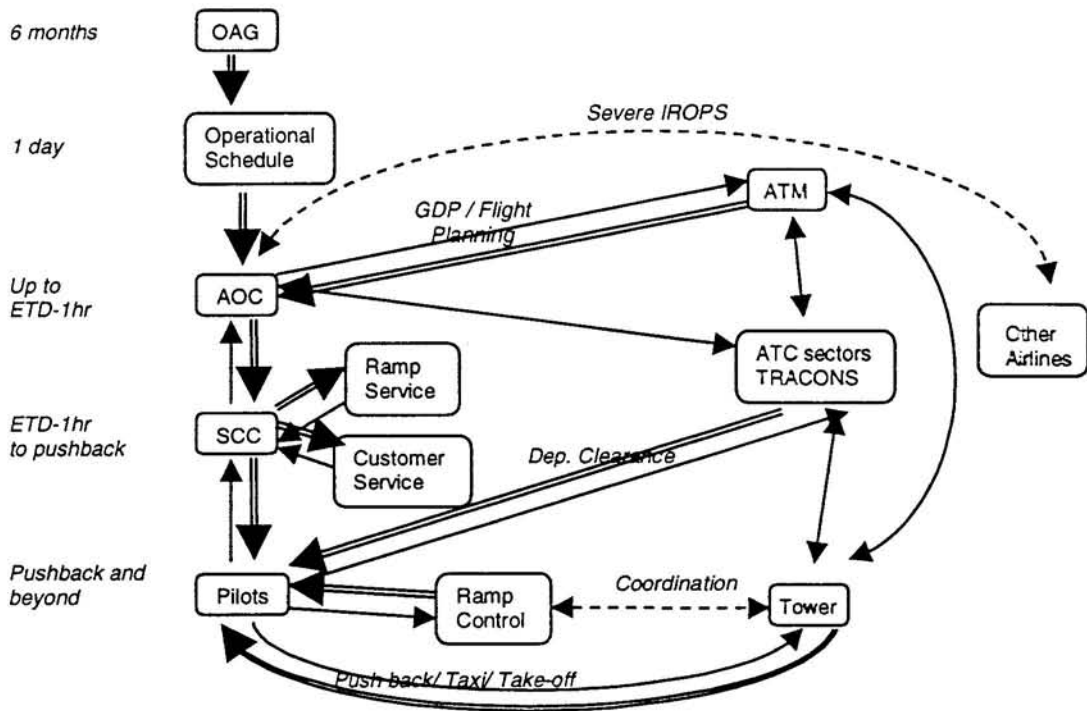 6 months
OAG
Severe IROPS
1 day
Operational
Schedule
ATM
GDP / Flight
Planning
Up to
ETD-1hr
AOC
Other
Airlines
Ramp
Service
ATC sectors
TRACONS
ETD-1hr
to pushback
SCC
Customer
Service
Dep. Clearance
Pushback and
beyond
Pilots
Ramp
Control
Coordination
Tower
Push back/ Taxi/ Take-off